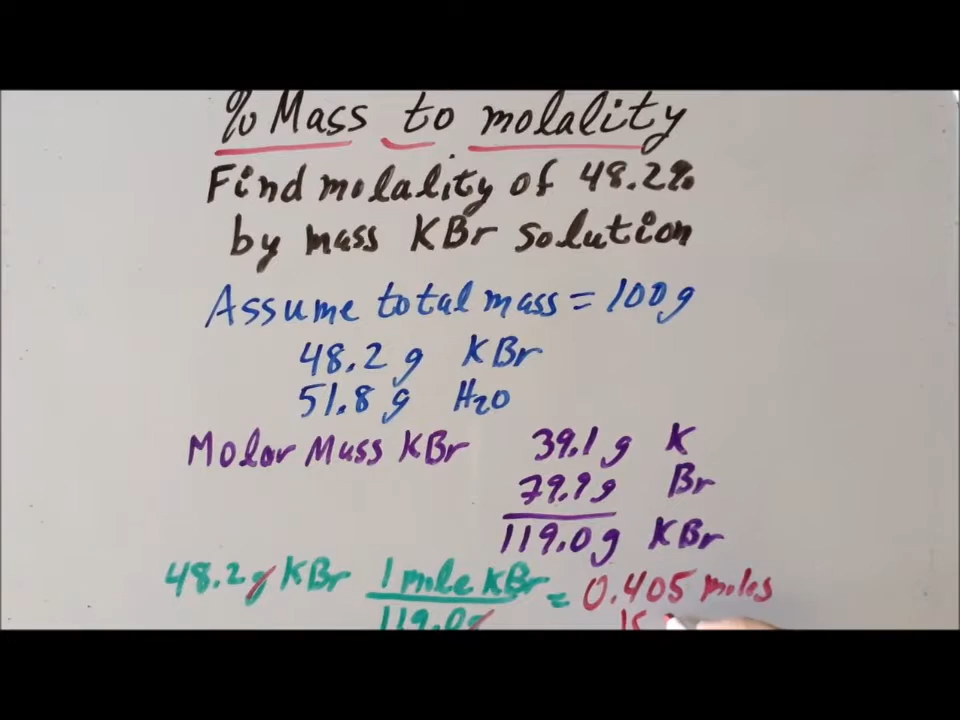 % Mass to molality
Find molality of 48.2%
by mass KBr solution
Assume total mass = 100g
48.2 g KBr
51.8 g H2O
Molar Mass KBr 39.1 g K
79.9 g Br
119.0 g KBr
48.2 g KBr 1 mole KBr = 0.405 moles
119.0g